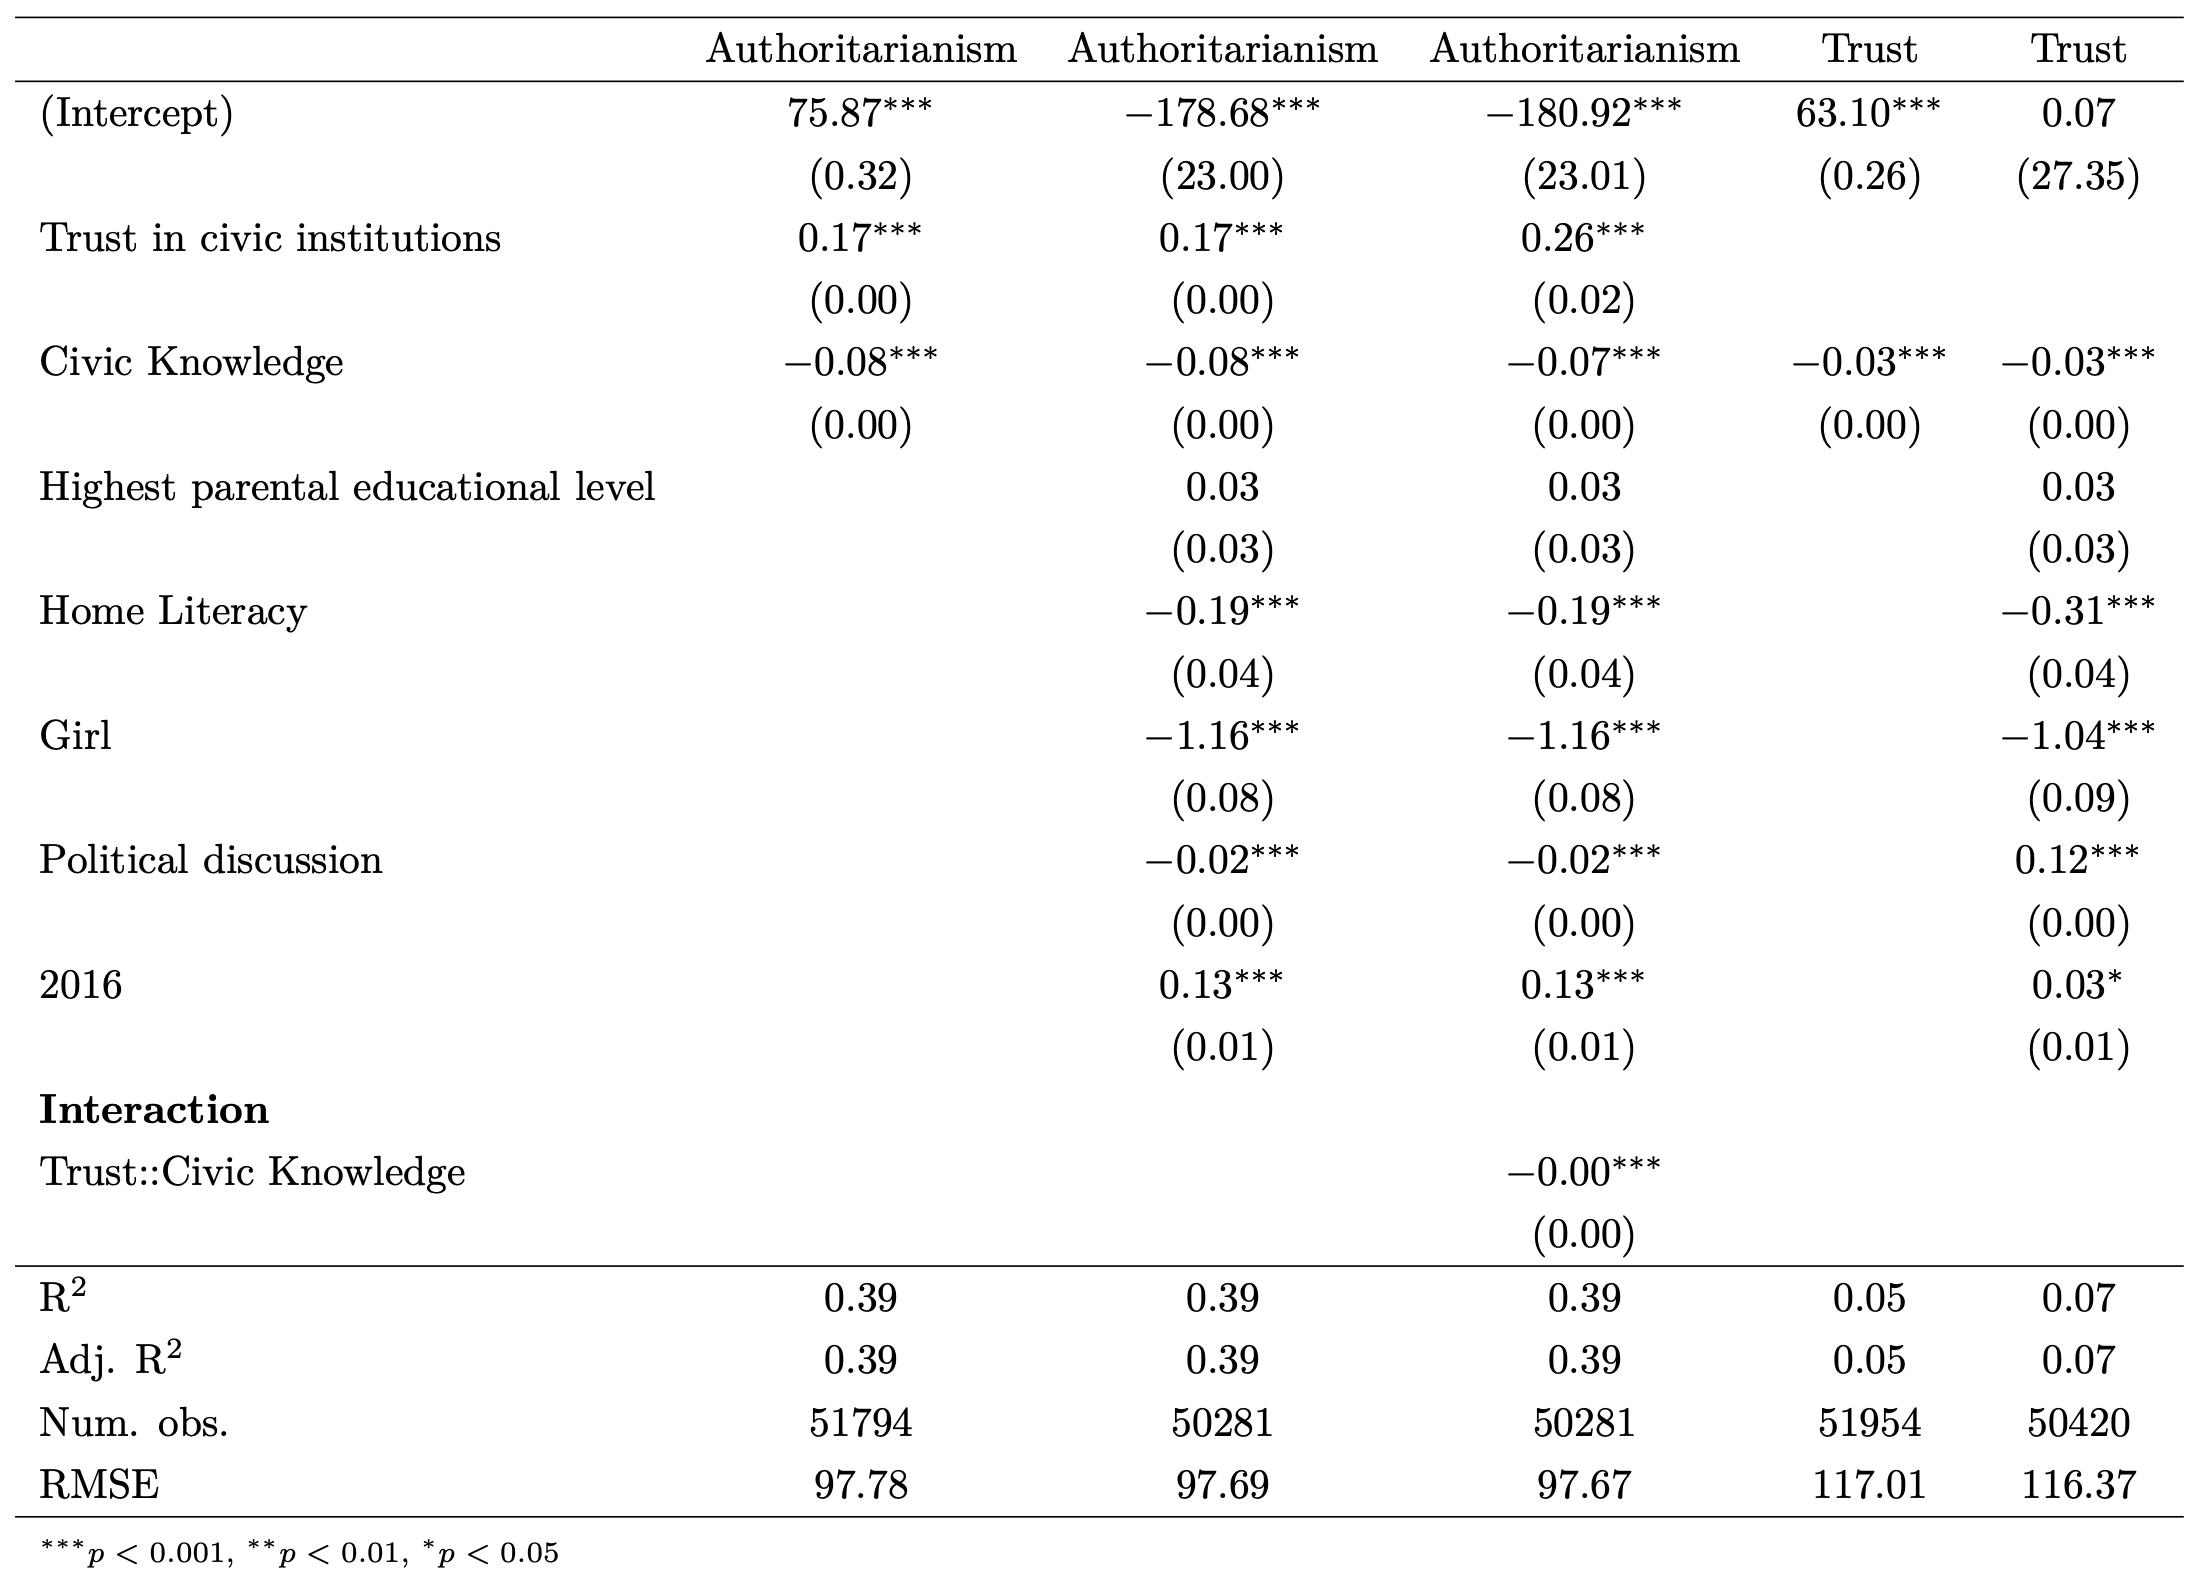 Authoritarianism Authoritarianism Authoritarianism Trust Trust
(Intercept) 75.87*** −178.68*** −180.92*** 63.10*** 0.07
(0.32) (23.00) (23.01) (0.26) (27.35)
Trust in civic institutions 0.17*** 0.17*** 0.26***
(0.00) (0.00) (0.02)
Civic Knowledge −0.08*** −0.08*** −0.07*** −0.03*** −0.03***
(0.00) (0.00) (0.00) (0.00) (0.00)
Highest parental educational level 0.03 0.03 0.03
(0.03) (0.03) (0.03)
Home Literacy −0.19*** −0.19*** −0.31***
(0.04) (0.04) (0.04)
Girl −1.16*** −1.16*** −1.04***
(0.08) (0.08) (0.09)
Political discussion −0.02*** −0.02*** 0.12***
(0.00) (0.00) (0.00)
2016 0.13*** 0.13*** 0.03*
(0.01) (0.01) (0.01)
Interaction
Trust::Civic Knowledge −0.00***
(0.00)
R² 0.39 0.39 0.39 0.05 0.07
Adj. R² 0.39 0.39 0.39 0.05 0.07
Num. obs. 51794 50281 50281 51954 50420
RMSE 97.78 97.69 97.67 117.01 116.37
***p < 0.001, **p < 0.01, *p < 0.05